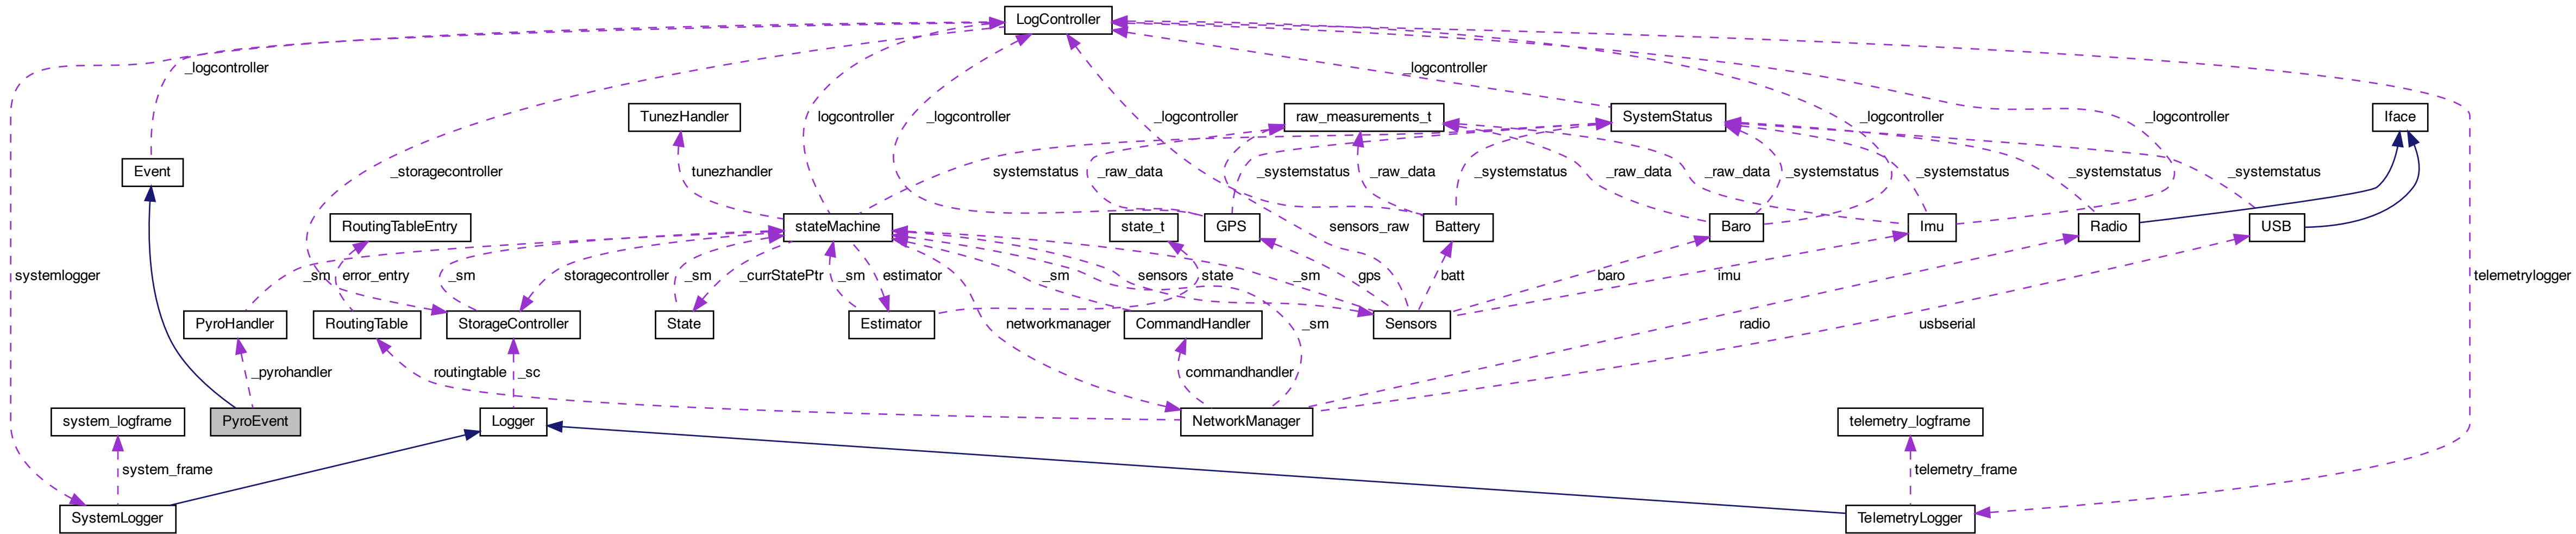 LogController
_logcontroller
_logcontroller
TunezHandler
logcontroller
_logcontroller
_logcontroller
raw_measurements_t
SystemStatus
_logcontroller
_logcontroller
Iface
Event
_storagecontroller
tunezhandler
systemstatus
_raw_data
_systemstatus
_raw_data
_systemstatus
_raw_data
_raw_data
_systemstatus
_systemstatus
_systemstatus
_systemstatus
RoutingTableEntry
stateMachine
state_t
GPS
sensors_raw
Battery
Baro
Imu
Radio
USB
systemlogger
_sm
error_entry
_sm
storagecontroller
_sm
_currStatePtr
_sm
estimator
_sm
sensors
state
_sm
gps
batt
baro
imu
telemetrylogger
PyroHandler
RoutingTable
StorageController
State
Estimator
networkmanager
CommandHandler
_sm
Sensors
radio
usbserial
_pyrohandler
routingtable
_sc
commandhandler
system_logframe
PyroEvent
Logger
NetworkManager
telemetry_logframe
system_frame
telemetry_frame
SystemLogger
TelemetryLogger